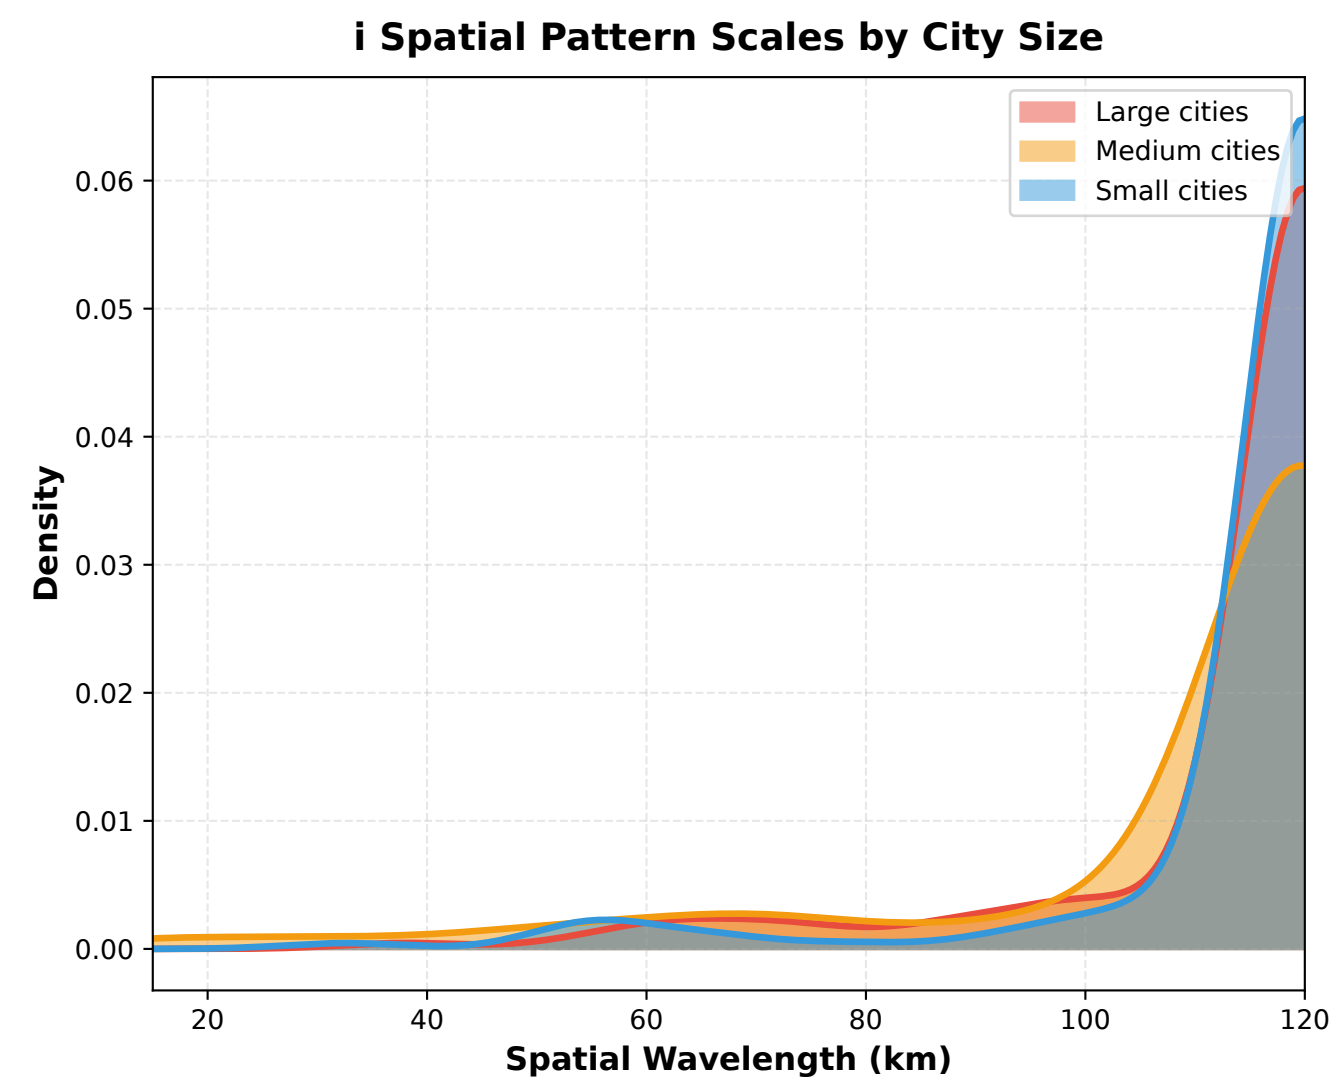 i Spatial Pattern Scales by City Size
Large cities
Medium cities
Small cities
0.06
0.05
0.04
0.03
0.02
0.01
0.00
Density
20 40 60 80 100 120
Spatial Wavelength (km)